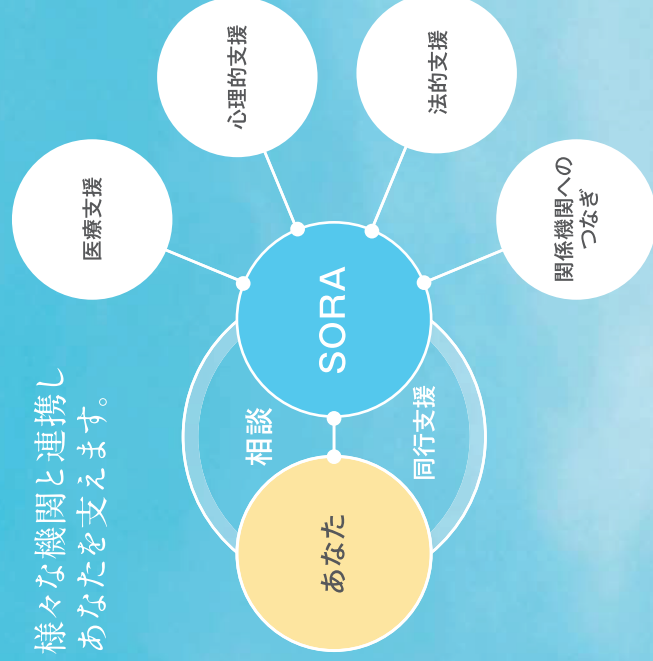 様々な機関と連携し
あなたを支えます。
あなた
相談
同行支援
SORA
医療支援
心理的支援
法的支援
関係機関への
つなぎ